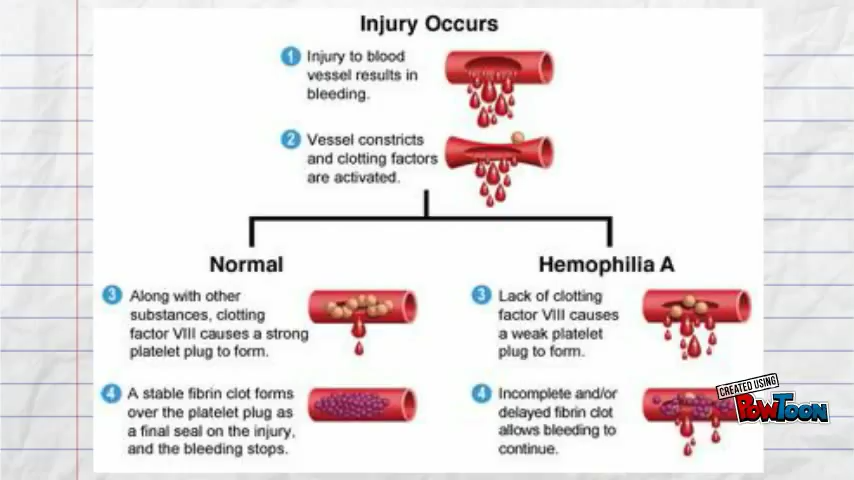 Injury Occurs
1 Injury to blood
vessel results in
bleeding.
2 Vessel constricts
and clotting factors
are activated.
Normal
3 Along with other
substances, clotting
factor VIII causes a strong
platelet plug to form.
4 A stable fibrin clot forms
over the platelet plug as
a final seal on the injury,
and the bleeding stops.
Hemophilia A
3 Lack of clotting
factor VIII causes
a weak platelet
plug to form.
4 Incomplete and/or
delayed fibrin clot
allows bleeding to
continue.
CREATED USING
POWTOON